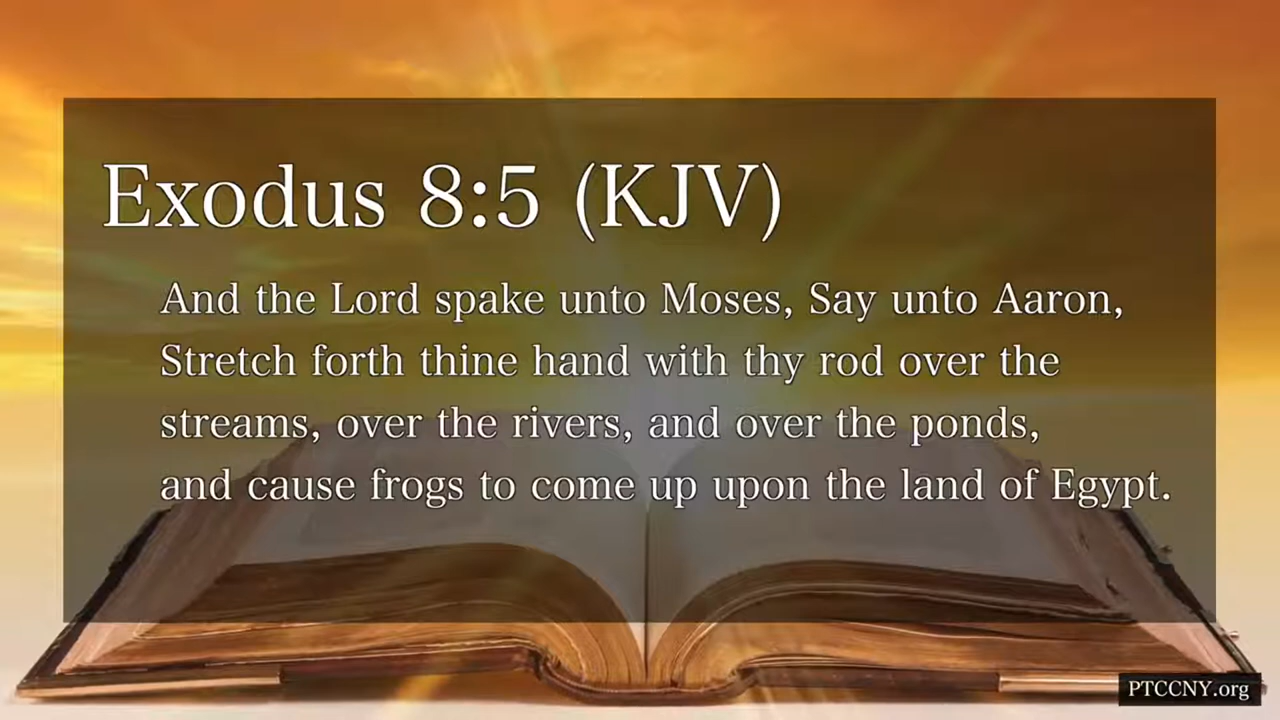 Exodus 8:5 (KJV)
And the Lord spake unto Moses, Say unto Aaron,
Stretch forth thine hand with thy rod over the
streams, over the rivers, and over the ponds,
and cause frogs to come up upon the land of Egypt.
PTCCNY.org